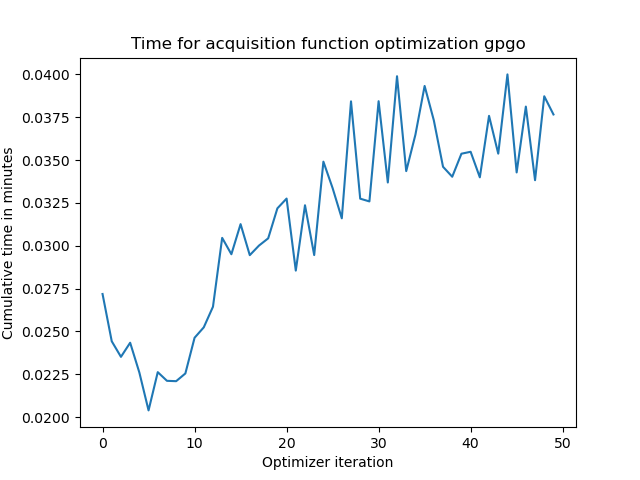 Time for acquisition function optimization gpgo
0.0400
0.0375
0.0350
0.0325
0.0300
0.0275
0.0250
0.0225
0.0200
Cumulative time in minutes
0 10 20 30 40 50
Optimizer iteration